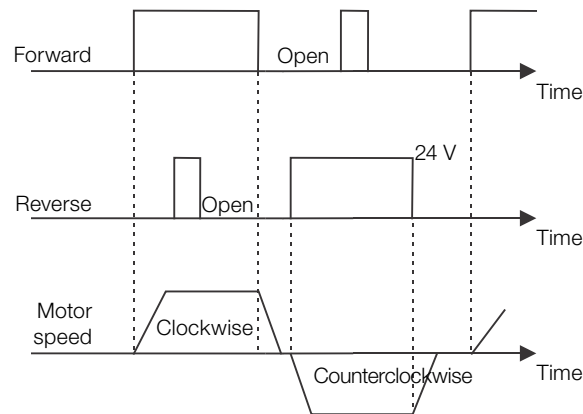 Forward
Open
Time
24 V
Reverse
Open
Time
Motor
speed
Clockwise
Counterclockwise
Time